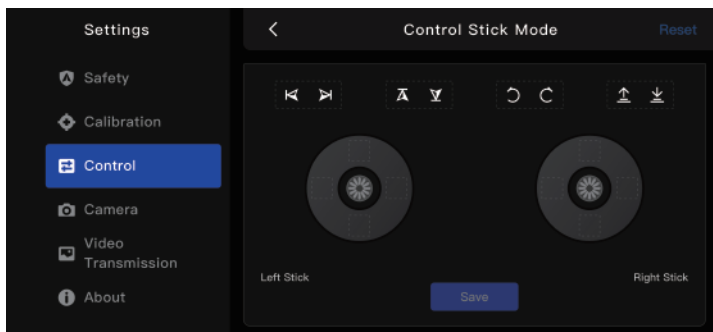 Settings
Control Stick Mode
Reset
Safety
Calibration
Control
Camera
Video
Transmission
About
Left Stick
Right Stick
Save